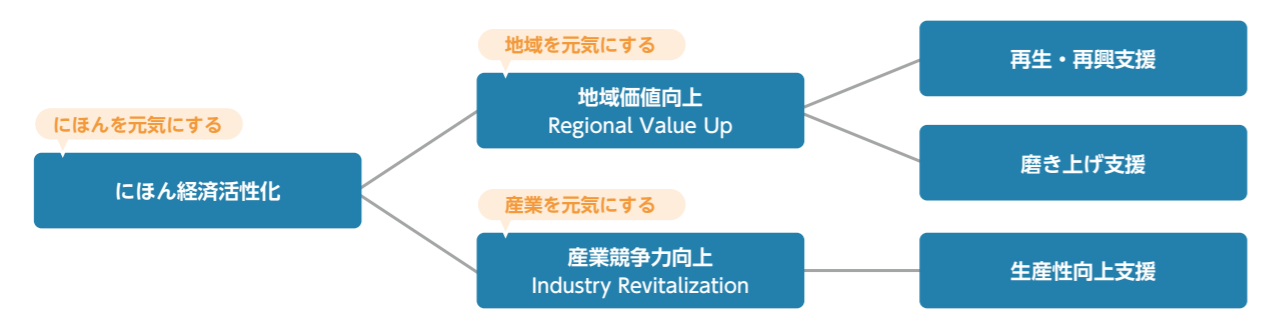 にほんを元気にする
にほん経済活性化
地域を元気にする
地域価値向上
Regional Value Up
産業を元気にする
産業競争力向上
Industry Revitalization
再生・再興支援
磨き上げ支援
生産性向上支援